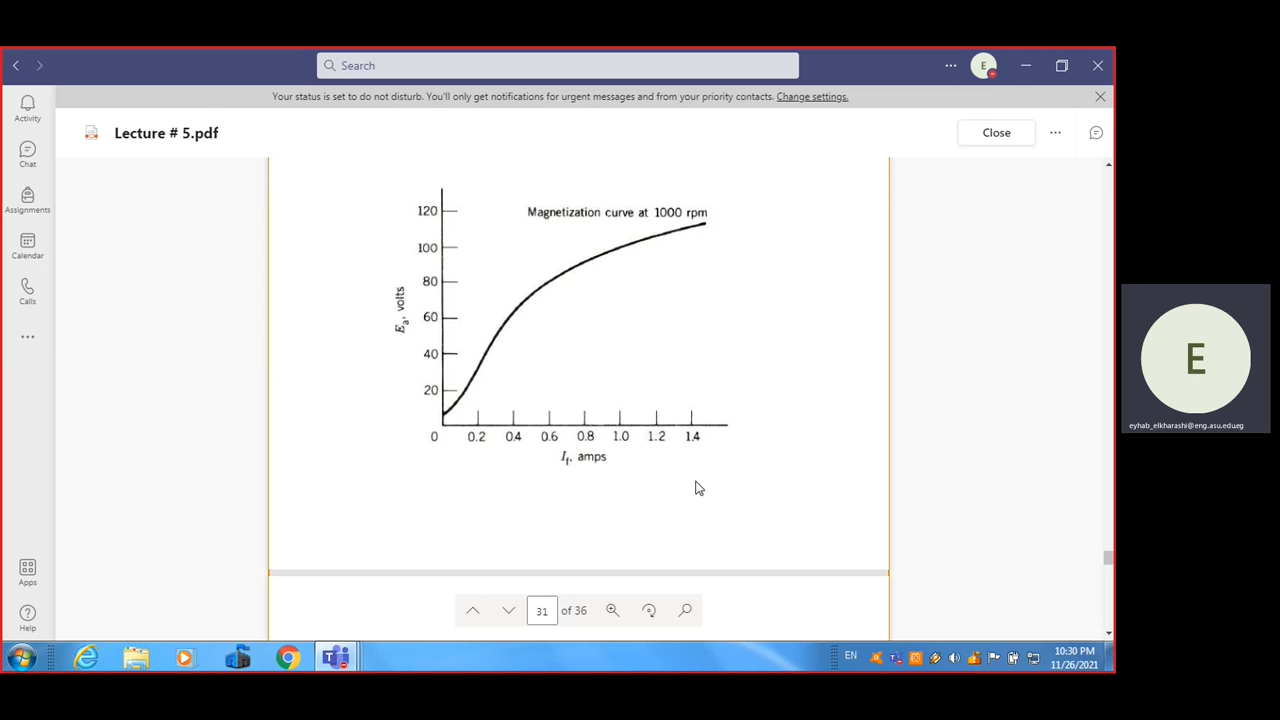 Search
E
Your status is set to do not disturb. You'll only get notifications for urgent messages and from your priority contacts. Change settings.
Activity
Lecture # 5.pdf
Close
Chat
Assignments
Calendar
Calls
Magnetization curve at 1000 rpm
120
100
80
60
40
20
Ea, volts
0
0.2
0.4
0.6
0.8
1.0
1.2
1.4
If, amps
E
eyhab_elkharashi@eng.asu.edu.eg
Apps
Help
31 of 36
EN
10:30 PM
11/26/2021